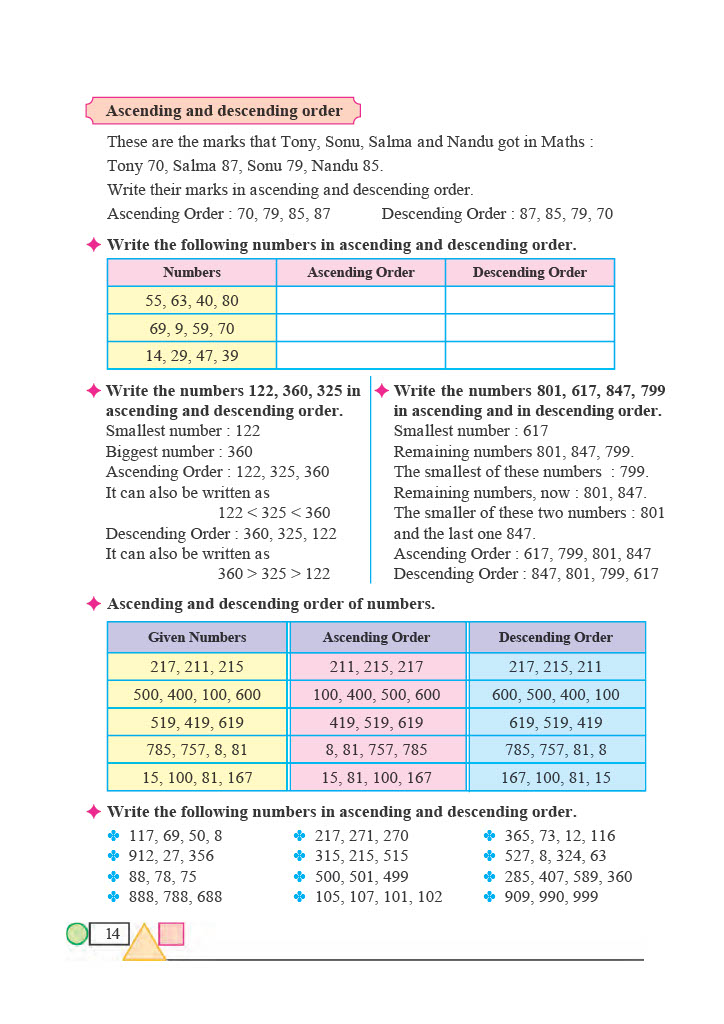 Ascending and descending order
These are the marks that Tony, Sonu, Salma and Nandu got in Maths :
Tony 70, Salma 87, Sonu 79, Nandu 85.
Write their marks in ascending and descending order.
Ascending Order : 70, 79, 85, 87 Descending Order : 87, 85, 79, 70
Write the following numbers in ascending and descending order.
Numbers Ascending Order Descending Order
55, 63, 40, 80
69, 9, 59, 70
14, 29, 47, 39
Write the numbers 122, 360, 325 in
ascending and descending order.
Smallest number : 122
Biggest number : 360
Ascending Order : 122, 325, 360
It can also be written as
122 < 325 < 360
Descending Order : 360, 325, 122
It can also be written as
360 > 325 > 122
Write the numbers 801, 617, 847, 799
in ascending and in descending order.
Smallest number : 617
Remaining numbers 801, 847, 799.
The smallest of these numbers : 799.
Remaining numbers, now : 801, 847.
The smaller of these two numbers : 801
and the last one 847.
Ascending Order : 617, 799, 801, 847
Descending Order : 847, 801, 799, 617
Ascending and descending order of numbers.
Given Numbers Ascending Order Descending Order
217, 211, 215 211, 215, 217 217, 215, 211
500, 400, 100, 600 100, 400, 500, 600 600, 500, 400, 100
519, 419, 619 419, 519, 619 619, 519, 419
785, 757, 8, 81 8, 81, 757, 785 785, 757, 81, 8
15, 100, 81, 167 15, 81, 100, 167 167, 100, 81, 15
Write the following numbers in ascending and descending order.
117, 69, 50, 8 217, 271, 270 365, 73, 12, 116
912, 27, 356 315, 215, 515 527, 8, 324, 63
88, 78, 75 500, 501, 499 285, 407, 589, 360
888, 788, 688 105, 107, 101, 102 909, 990, 999
14